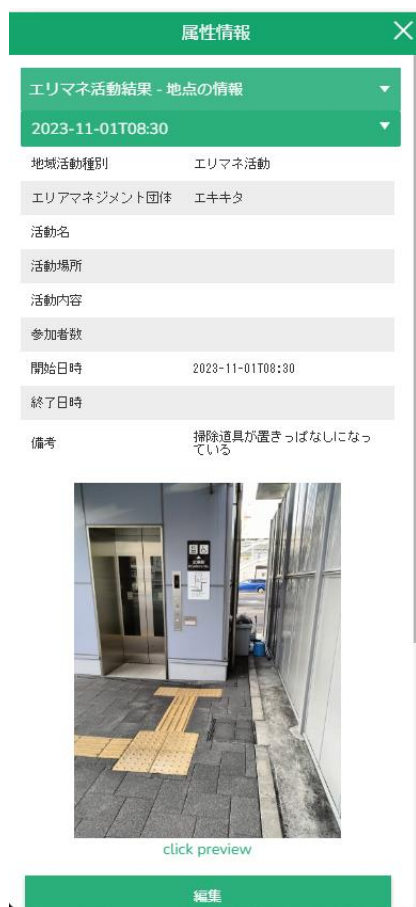 属性情報
エリマネ活動結果 - 地点の情報
2023-11-01T08:30
地域活動種別 エリマネ活動
エリアマネジメント団体 エキキタ
活動名
活動場所
活動内容
参加者数
開始日時 2023-11-01T08:30
終了日時
備考 掃除道具が置きっぱなしになっ
ている
click preview
編集